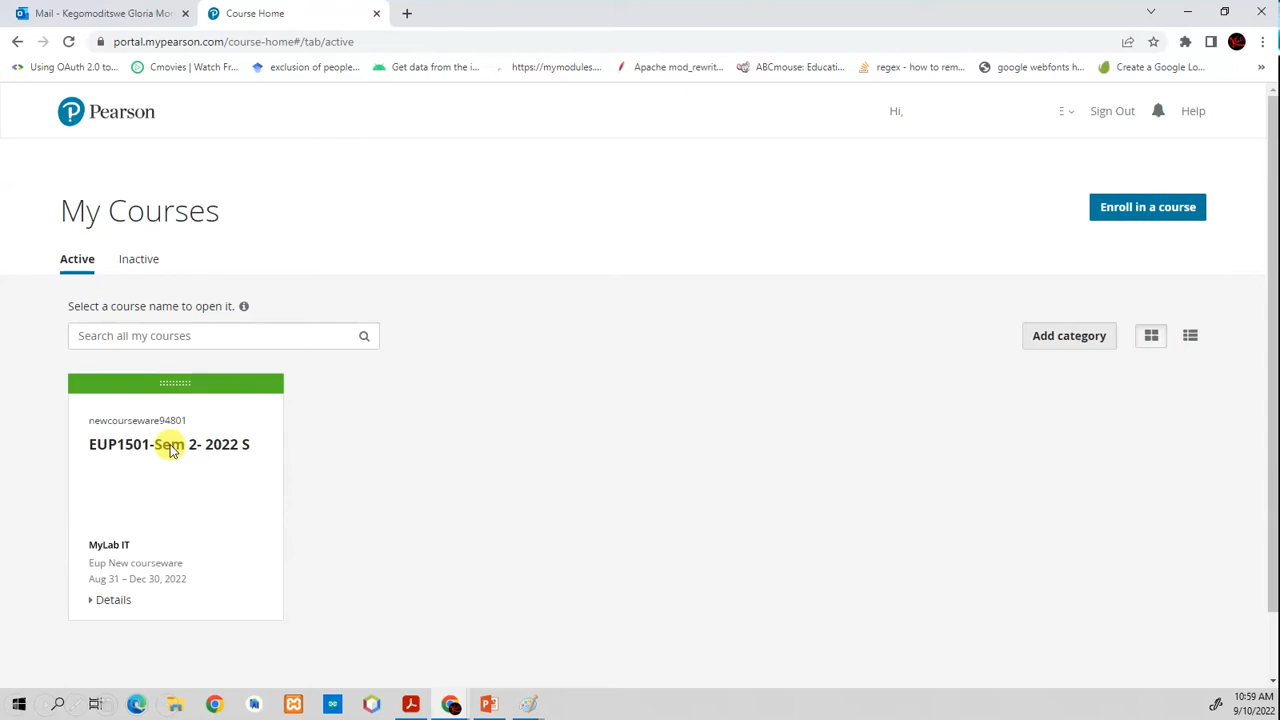 Mail - Kegomoditswe Gloria Mor
Course Home
portal.mypearson.com/course-home#/tab/active
Using OAuth 2.0 to...
Cmovies | Watch Fr...
exclusion of people...
Get data from the i...
https://mymodules....
Apache mod_rewrit...
ABCmouse: Educati...
regex - how to rem...
google webfonts h...
Create a Google Lo...
»
Pearson
Hi,
Sign Out
Help
My Courses
Enroll in a course
Active
Inactive
Select a course name to open it.
Search all my courses
Add category
newcourseware94801
EUP1501-Sem 2- 2022 S
MyLab IT
Eup New courseware
Aug 31 – Dec 30, 2022
Details
10:59 AM
9/10/2022